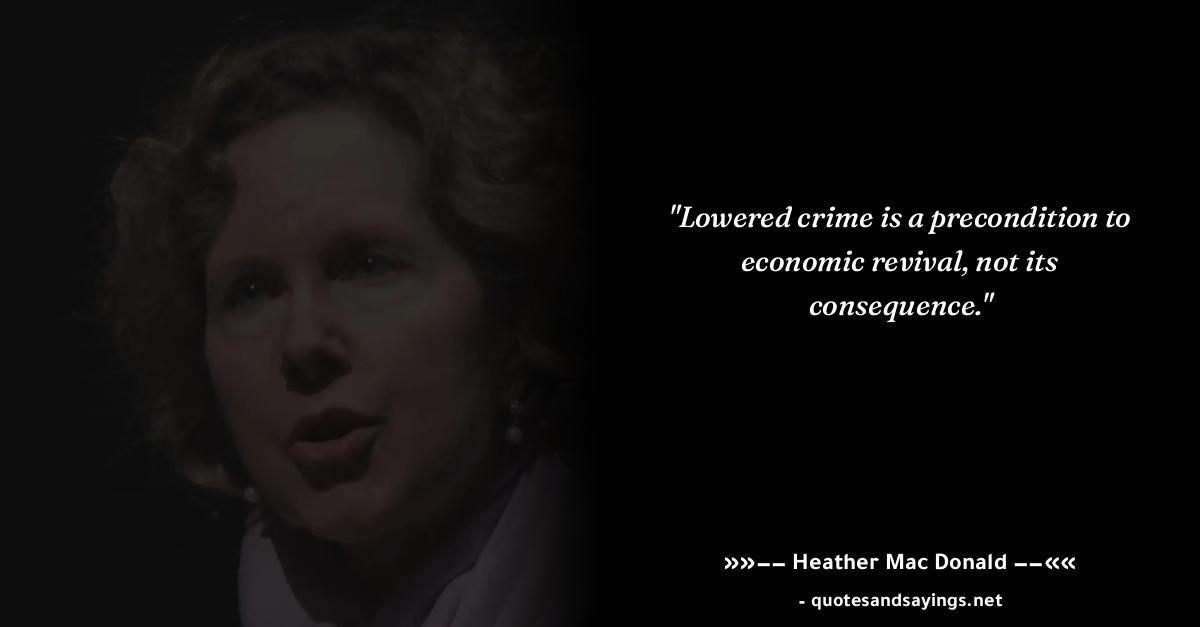 "Lowered crime is a precondition to
economic revival, not its
consequence."
»»–– Heather Mac Donald ––««
- quotesandsayings.net